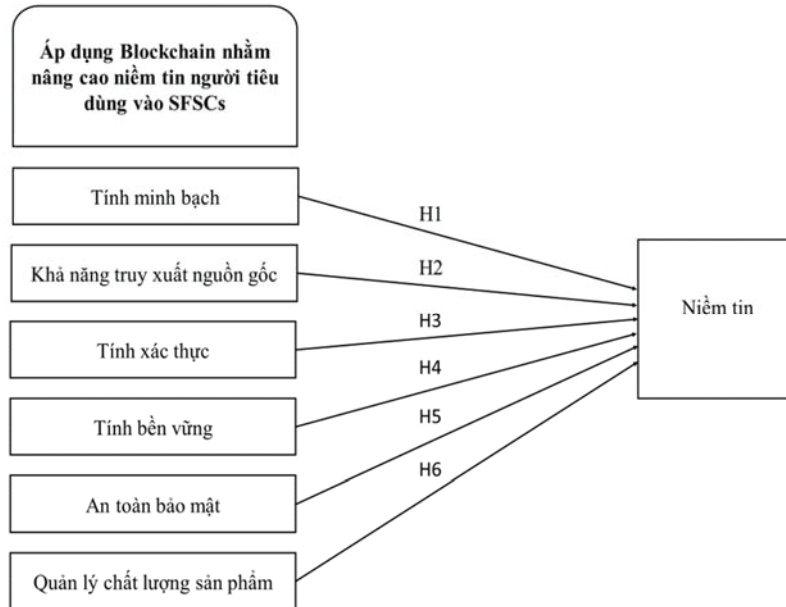 Áp dụng Blockchain nhằm
nâng cao niềm tin người tiêu
dùng vào SFSCs
Tính minh bạch
Khả năng truy xuất nguồn gốc
Tính xác thực
Tính bền vững
An toàn bảo mật
Quản lý chất lượng sản phẩm
H1
H2
H3
H4
H5
H6
Niềm tin